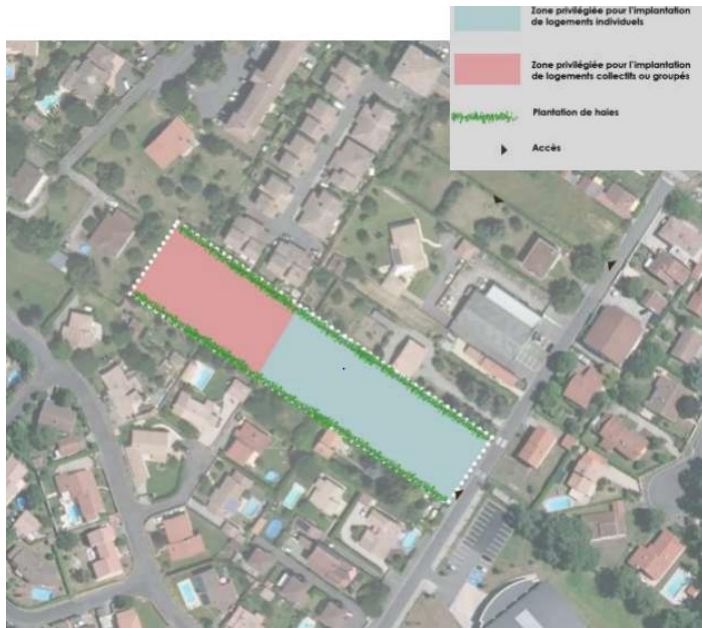 Zone privilégiée pour l'implantation
de logements individuels
Zone privilégiée pour l'implantation
de logements collectifs ou groupés
Plantation de haies
Accès